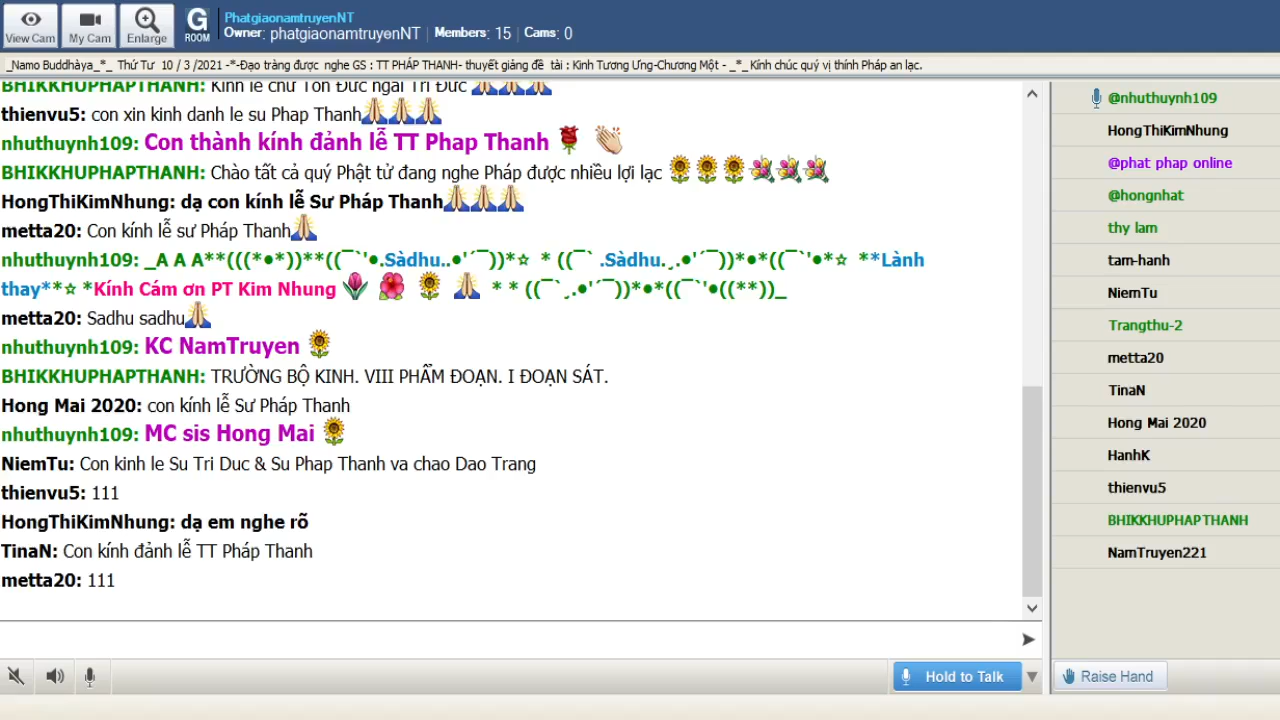 View Cam
My Cam
Enlarge
G
ROOM
PhatgiaonamtruyenNT
Owner: phatgiaonamtruyenNT | Members: 15 | Cams: 0
_Namo Buddhàya_*_ Thứ Tư 10 / 3 /2021 -*-Đạo tràng được nghe GS : TT PHÁP THANH- thuyết giảng đề tài : Kinh Tương Ưng-Chương Một - _*_Kính chúc quý vị thính Pháp an lạc.
BHIKKHUPHAPTHANH: Kính lễ chư Tôn Đức ngài Trí Đức
thienvu5: con xin kinh danh le su Phap Thanh
nhuthuynh109: Con thành kính đảnh lễ TT Phap Thanh
BHIKKHUPHAPTHANH: Chào tất cả quý Phật tử đang nghe Pháp được nhiều lợi lạc
HongThiKimNhung: dạ con kính lễ Sư Pháp Thanh
metta20: Con kính lễ sư Pháp Thanh
nhuthuynh109: _A A A**(((*•*))**((¯`'•.Sàdhu..•'´¯))*☆ * ((¯` .Sàdhu.¸.•'´¯))*•*((¯`'•*☆ **Lành
thay**☆ *Kính Cám ơn PT Kim Nhung * * ((¯`¸.•'´¯))*•*((¯`'•((**))_
metta20: Sadhu sadhu
nhuthuynh109: KC NamTruyen
BHIKKHUPHAPTHANH: TRƯỜNG BỘ KINH. VIII PHẨM ĐOẠN. I ĐOẠN SÁT.
Hong Mai 2020: con kính lễ Sư Pháp Thanh
nhuthuynh109: MC sis Hong Mai
NiemTu: Con kinh le Su Tri Duc & Su Phap Thanh va chao Dao Trang
thienvu5: 111
HongThiKimNhung: dạ em nghe rõ
TinaN: Con kính đảnh lễ TT Pháp Thanh
metta20: 111
Hold to Talk
@nhuthuynh109
HongThiKimNhung
@phat phap online
@hongnhat
thy lam
tam-hanh
NiemTu
Trangthu-2
metta20
TinaN
Hong Mai 2020
HanhK
thienvu5
BHIKKHUPHAPTHANH
NamTruyen221
Raise Hand